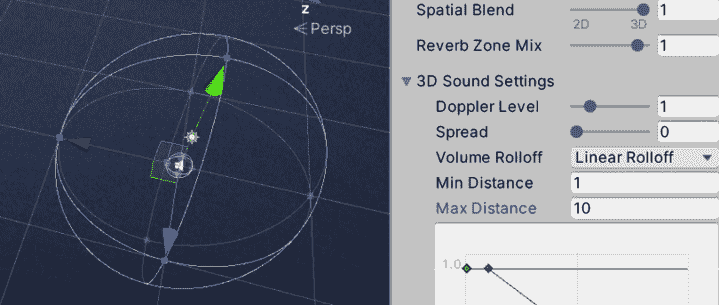 z
Persp
Spatial Blend 1
2D 3D
Reverb Zone Mix 1
3D Sound Settings
Doppler Level 1
Spread 0
Volume Rolloff Linear Rolloff
Min Distance 1
Max Distance 10
1.0